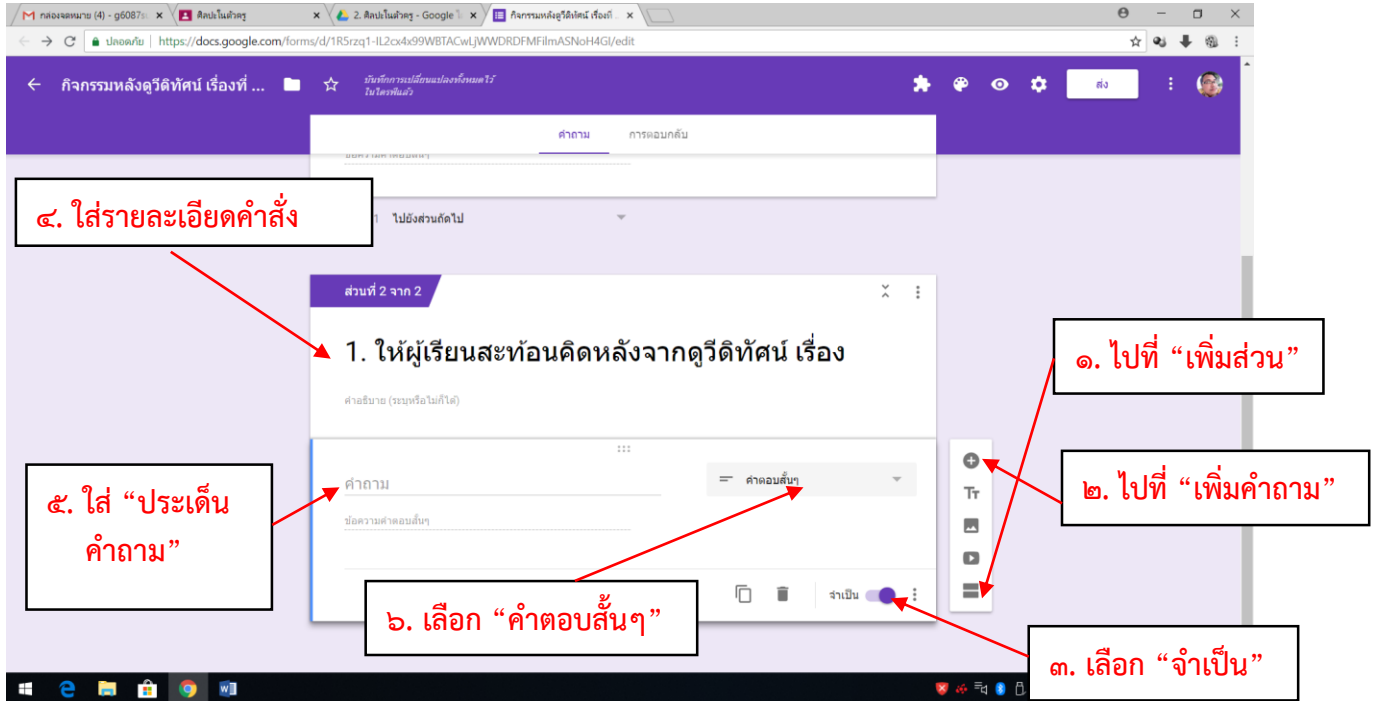 กล่องจดหมาย (4) - g6087
ศิลปะในตัวครู
2. ศิลปะในตัวครู - Google
กิจกรรมหลังดูวีดิทัศน์ เรื่องที่
ปลอดภัย | https://docs.google.com/forms/d/1R5rzq1-IL2cx4x99WBTACwLjWWDRDFMFilmASNoH4GI/edit
กิจกรรมหลังดูวีดิทัศน์ เรื่องที่ ...
บันทึกการเปลี่ยนแปลงทั้งหมดไว้
ในไดรฟ์แล้ว
ส่ง
คำถาม การตอบกลับ
ข้อความคำตอบสั้นๆ
๔. ใส่รายละเอียดคำสั่ง
ไปยังส่วนถัดไป
ส่วนที่ 2 จาก 2
1. ให้ผู้เรียนสะท้อนคิดหลังจากดูวีดิทัศน์ เรื่อง
คำอธิบาย (ระบุหรือไม่ก็ได้)
๑. ไปที่ “เพิ่มส่วน”
คำถาม
คำตอบสั้นๆ
Tт
๒. ไปที่ “เพิ่มคำถาม”
๕. ใส่ “ประเด็น
คำถาม”
ข้อความคำตอบสั้นๆ
จำเป็น
๖. เลือก “คำตอบสั้นๆ”
๓. เลือก “จำเป็น”